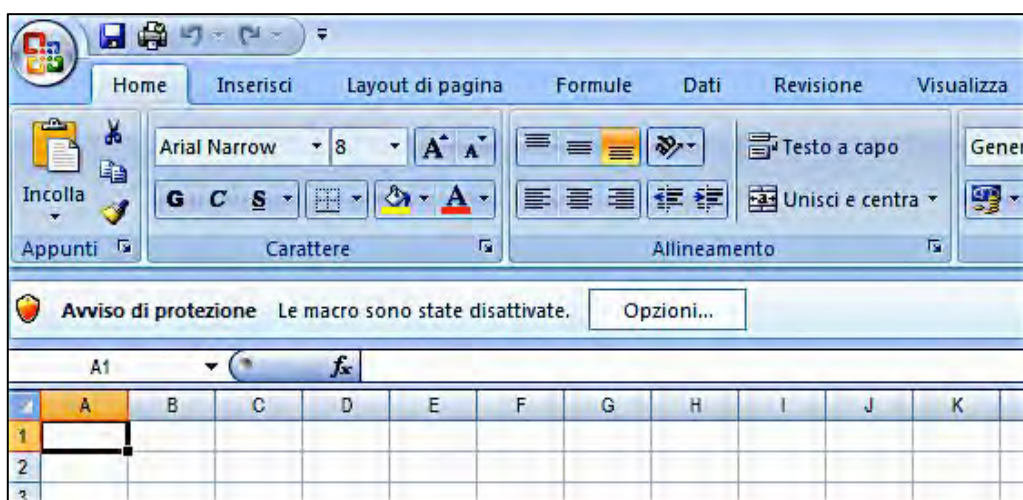 Home Inserisci Layout di pagina Formule Dati Revisione Visualizza
Arial Narrow 8 A A Testo a capo Gener
Incolla G C S A Unisci e centra
Appunti Carattere Allineamento
Avviso di protezione Le macro sono state disattivate. Opzioni...
A1 fx
A B C D E F G H I J K
1
2
3